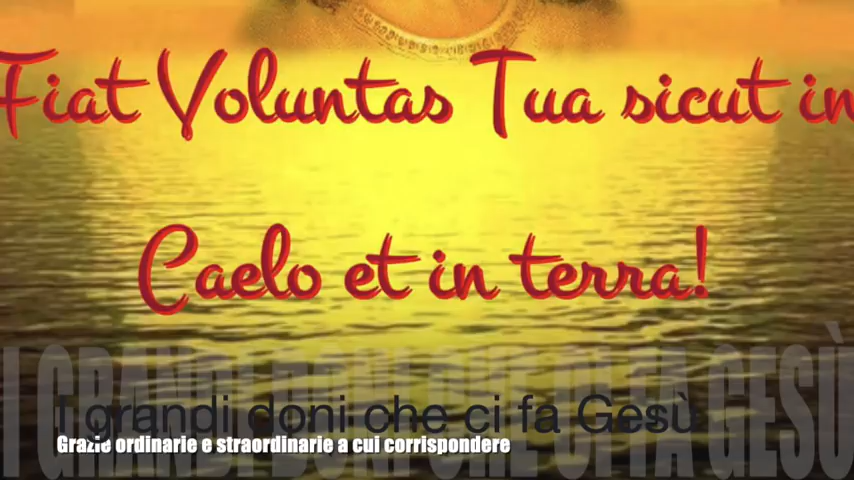 Fiat Voluntas Tua sicut in
Caelo et in terra!
I GRANDI DONI CHE CI FA GESÙ
I grandi doni che ci fa Gesù
Grazie ordinarie e straordinarie a cui corrispondere